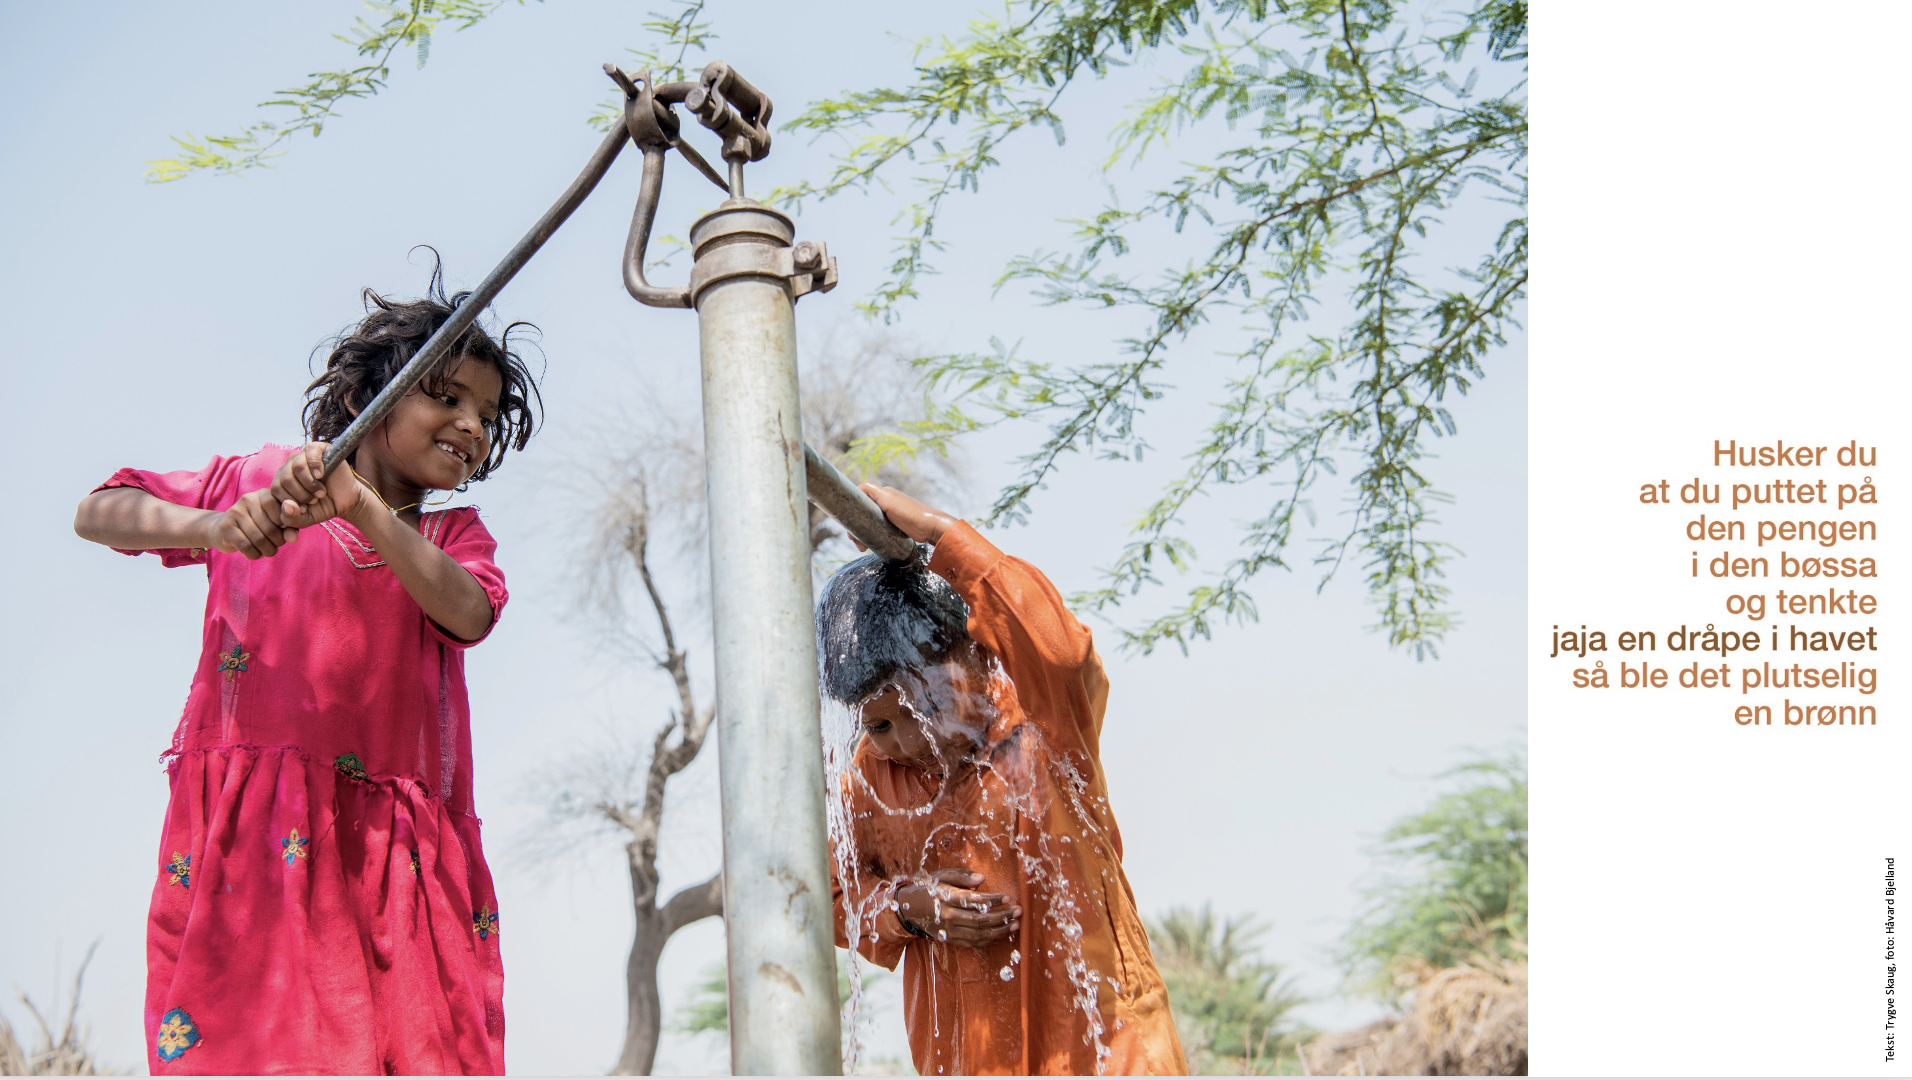 Husker du
at du puttet på
den pengen
i den bøssa
og tenkte
jaja en dråpe i havet
så ble det plutselig
en brønn
Tekst: Trygve Skaug, foto: Håvard Bjelland